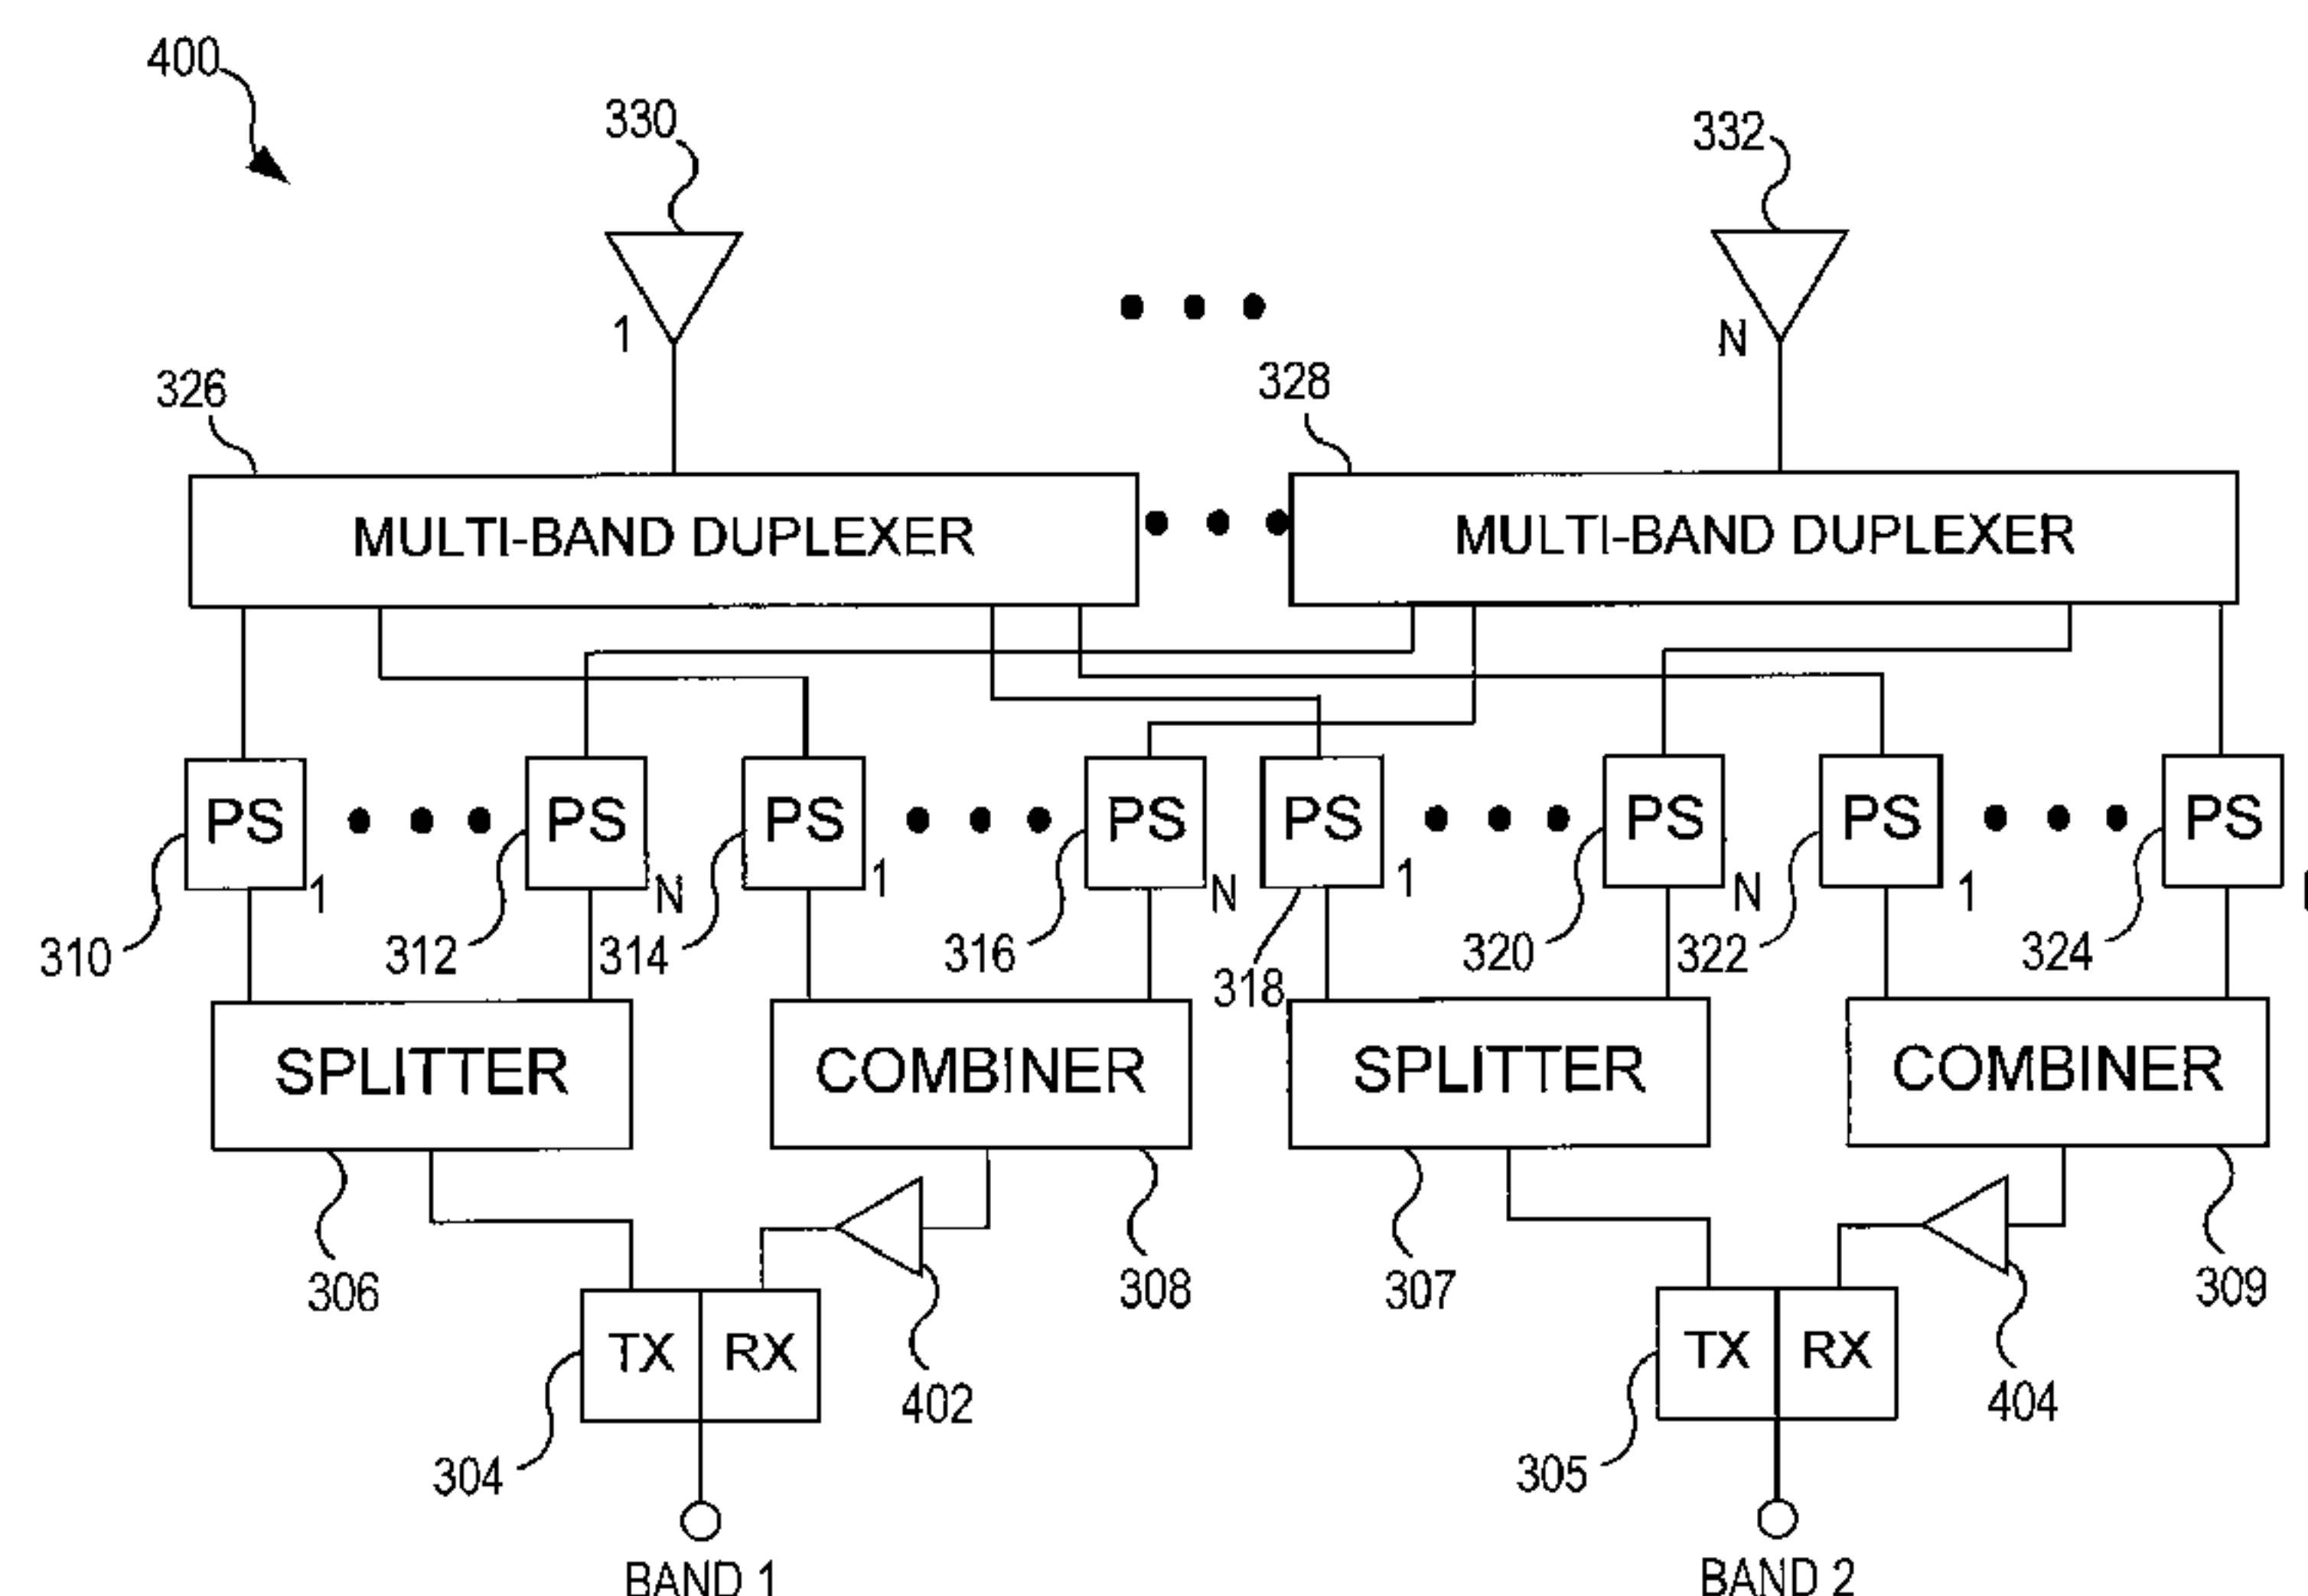 400
330
332
1
N
326
328
MULTI-BAND DUPLEXER
MULTI-BAND DUPLEXER
PS
PS
PS
PS
PS
PS
PS
PS
1
N
1
N
1
N
1
310
312
314
316
318
320
322
324
SPLITTER
COMBINER
SPLITTER
COMBINER
306
308
307
309
TX
RX
TX
RX
402
404
304
305
BAND 1
BAND 2